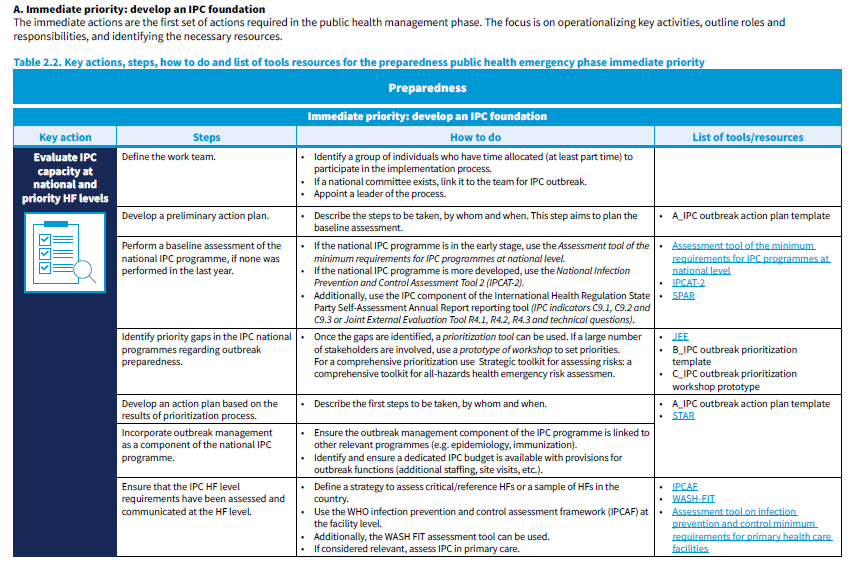 A. Immediate priority: develop an IPC foundation
The immediate actions are the first set of actions required in the public health management phase. The focus is on operationalizing key activities, outline roles and
responsibilities, and identifying the necessary resources.
Table 2.2. Key actions, steps, how to do and list of tools resources for the preparedness public health emergency phase immediate priority
Preparedness
Immediate priority: develop an IPC foundation
Key action
Steps
How to do
List of tools/resources
Evaluate IPC
capacity at
national and
priority HF levels
Define the work team.
• Identify a group of individuals who have time allocated (at least part time) to
participate in the implementation process.
• If a national committee exists, link it to the team for IPC outbreak.
• Appoint a leader of the process.
Develop a preliminary action plan.
• Describe the steps to be taken, by whom and when. This step aims to plan the
baseline assessment.
• A_IPC outbreak action plan template
Perform a baseline assessment of the
national IPC programme, if none was
performed in the last year.
• If the national IPC programme is in the early stage, use the Assessment tool of the
minimum requirements for IPC programmes at national level.
• If the national IPC programme is more developed, use the National Infection
Prevention and Control Assessment Tool 2 (IPCAT-2).
• Additionally, use the IPC component of the International Health Regulation State
Party Self-Assessment Annual Report reporting tool (IPC indicators C9.1, C9.2 and
C9.3 or Joint External Evaluation Tool R4.1, R4.2, R4.3 and technical questions).
• Assessment tool of the minimum
requirements for IPC programmes at
national level
• IPCAT-2
• SPAR
Identify priority gaps in the IPC national
programmes regarding outbreak
preparedness.
• Once the gaps are identified, a prioritization tool can be used. If a large number
of stakeholders are involved, use a prototype of workshop to set priorities.
For a comprehensive prioritization use Strategic toolkit for assessing risks: a
comprehensive toolkit for all-hazards health emergency risk assessmen.
• JEE
• B_IPC outbreak prioritization
template
• C_IPC outbreak prioritization
workshop prototype
Develop an action plan based on the
results of prioritization process.
• Describe the first steps to be taken, by whom and when.
• A_IPC outbreak action plan template
• STAR
Incorporate outbreak management
as a component of the national IPC
programme.
• Ensure the outbreak management component of the IPC programme is linked to
other relevant programmes (e.g. epidemiology, immunization).
• Identify and ensure a dedicated IPC budget is available with provisions for
outbreak functions (additional staffing, site visits, etc.).
Ensure that the IPC HF level
requirements have been assessed and
communicated at the HF level.
• Define a strategy to assess critical/reference HFs or a sample of HFs in the
country.
• Use the WHO infection prevention and control assessment framework (IPCAF) at
the facility level.
• Additionally, the WASH FIT assessment tool can be used.
• If considered relevant, assess IPC in primary care.
• IPCAF
• WASH-FIT
• Assessment tool on infection
prevention and control minimum
requirements for primary health care
facilities